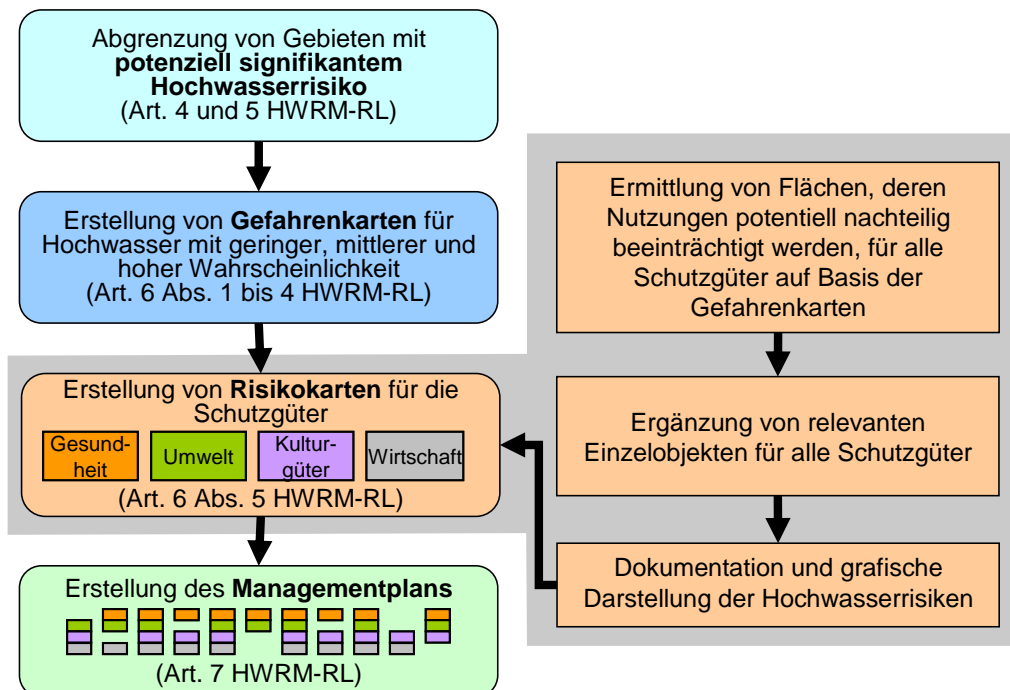 Abgrenzung von Gebieten mit
potenziell signifikantem
Hochwasserrisiko
(Art. 4 und 5 HWRM-RL)
Erstellung von Gefahrenkarten für
Hochwasser mit geringer, mittlerer und
hoher Wahrscheinlichkeit
(Art. 6 Abs. 1 bis 4 HWRM-RL)
Erstellung von Risikokarten für die
Schutzgüter
Gesund-
heit
Umwelt
Kultur-
güter
Wirtschaft
(Art. 6 Abs. 5 HWRM-RL)
Erstellung des Managementplans
(Art. 7 HWRM-RL)
Ermittlung von Flächen, deren
Nutzungen potentiell nachteilig
beeinträchtigt werden, für alle
Schutzgüter auf Basis der
Gefahrenkarten
Ergänzung von relevanten
Einzelobjekten für alle Schutzgüter
Dokumentation und grafische
Darstellung der Hochwasserrisiken